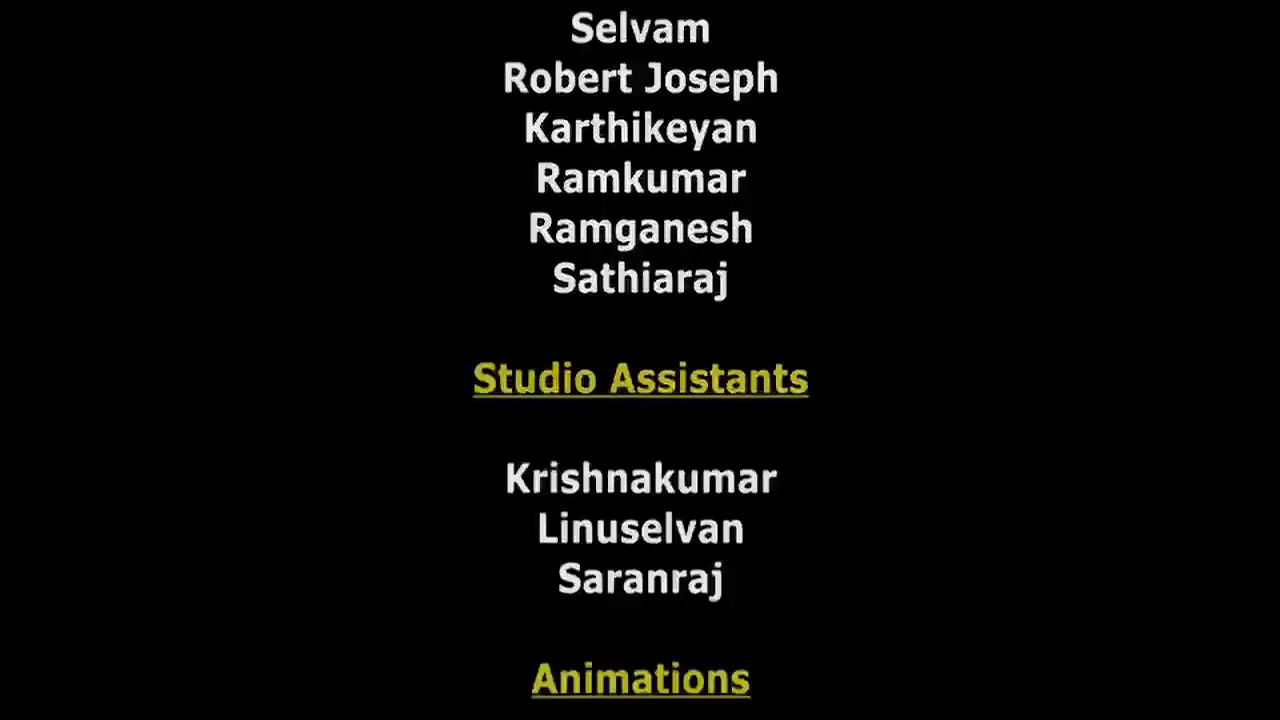 Selvam
Robert Joseph
Karthikeyan
Ramkumar
Ramganesh
Sathiaraj
Studio Assistants
Krishnakumar
Linuselvan
Saranraj
Animations